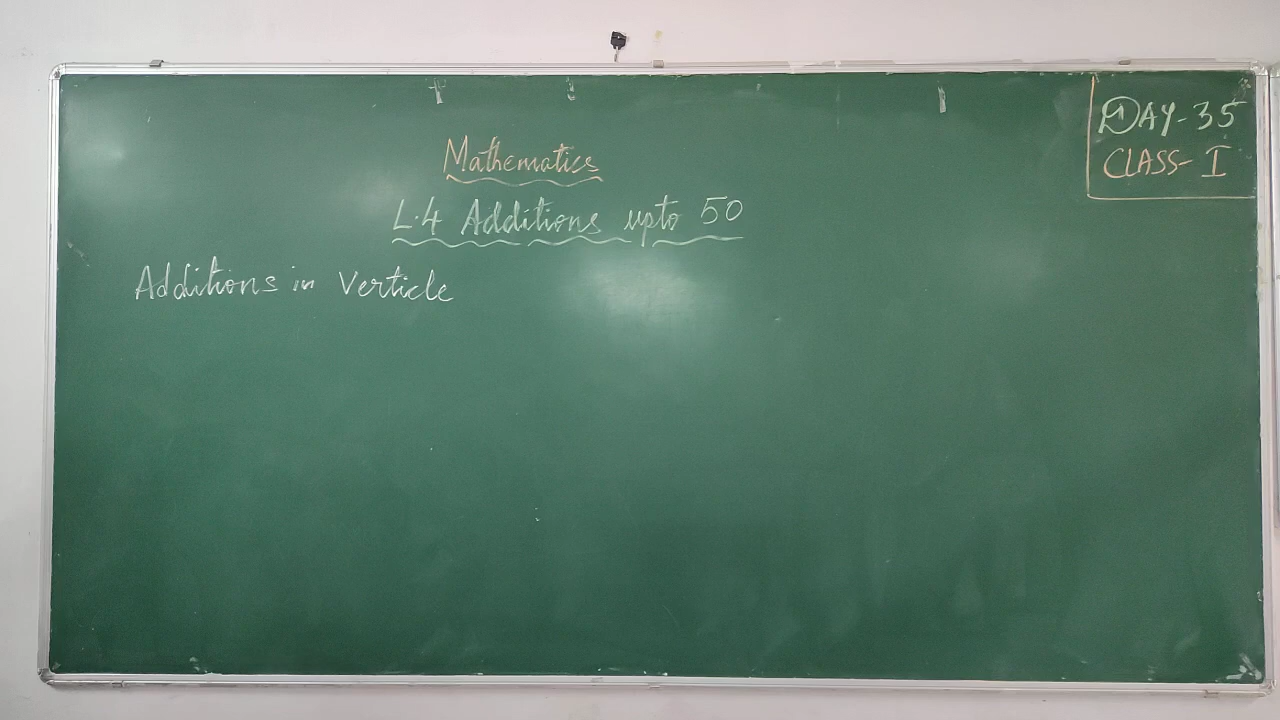 DAY-35
CLASS-I
Mathematics
L.4 Additions upto 50
Additions in Verticle